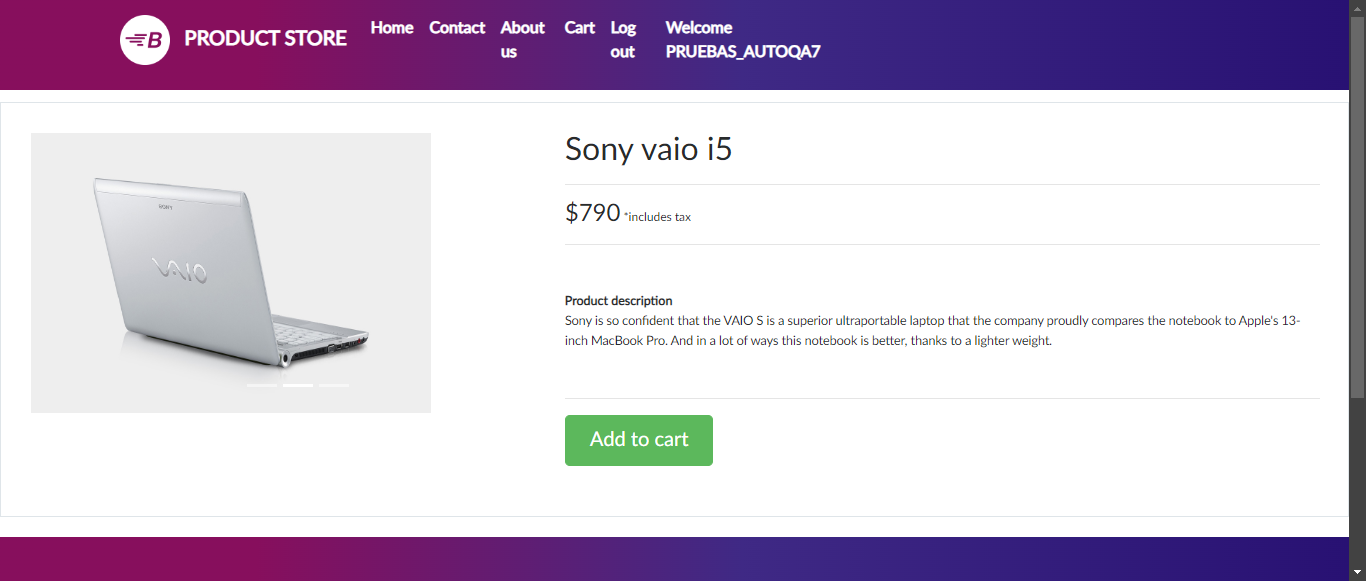 B PRODUCT STORE Home Contact About us Cart Log out Welcome PRUEBAS_AUTOQA7
Sony vaio i5
$790 *includes tax
SONY
VAIO
Product description
Sony is so confident that the VAIO S is a superior ultraportable laptop that the company proudly compares the notebook to Apple's 13-
inch MacBook Pro. And in a lot of ways this notebook is better, thanks to a lighter weight.
Add to cart